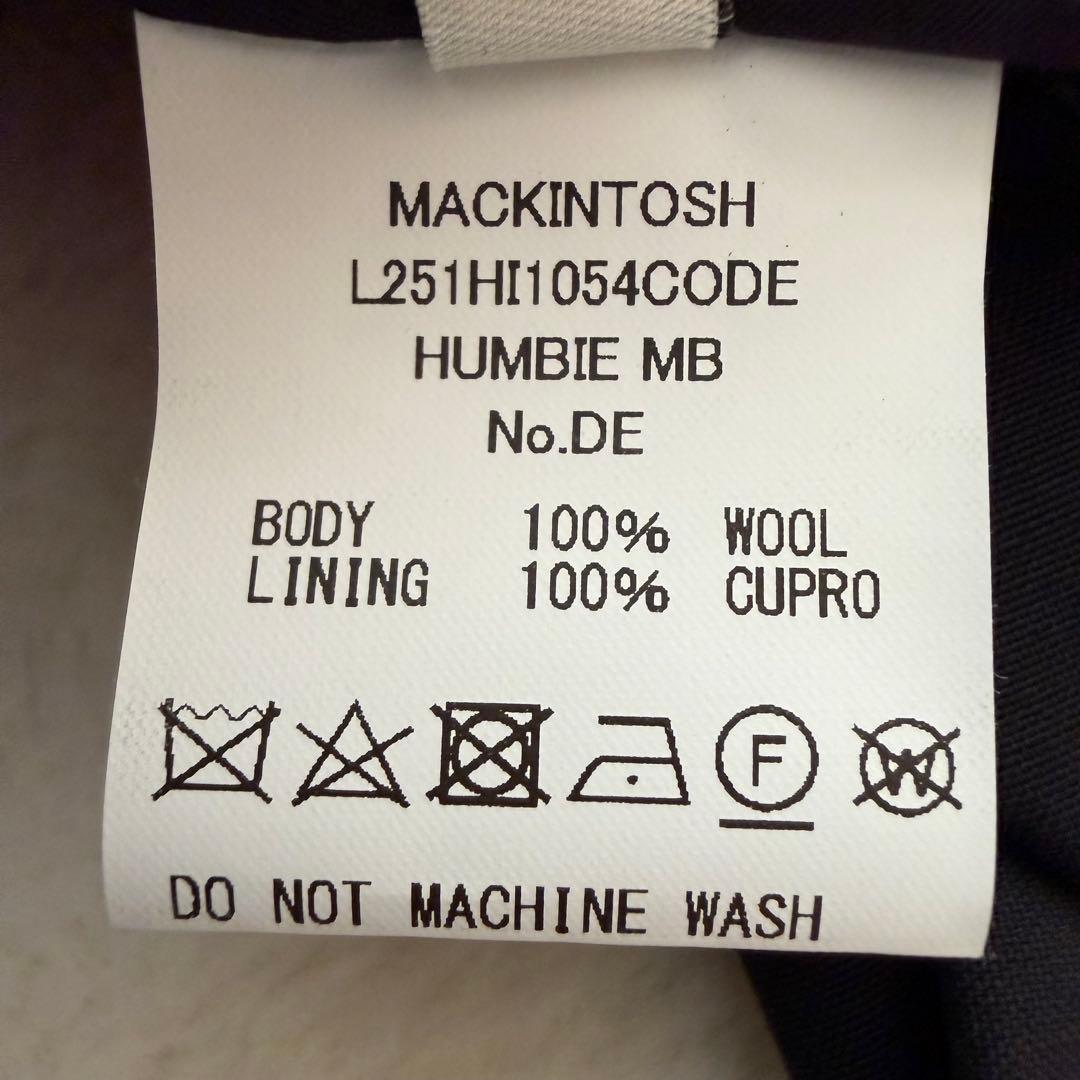 MACKINTOSH
L251HI1054CODE
HUMBIE MB
No.DE
BODY 100% WOOL
LINING 100% CUPRO
F W
DO NOT MACHINE WASH